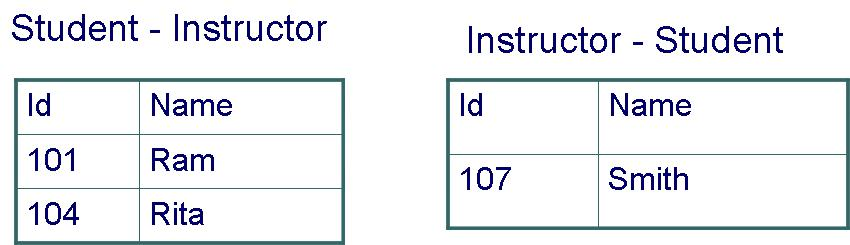 Student - Instructor
Id Name
101 Ram
104 Rita
Instructor - Student
Id Name
107 Smith